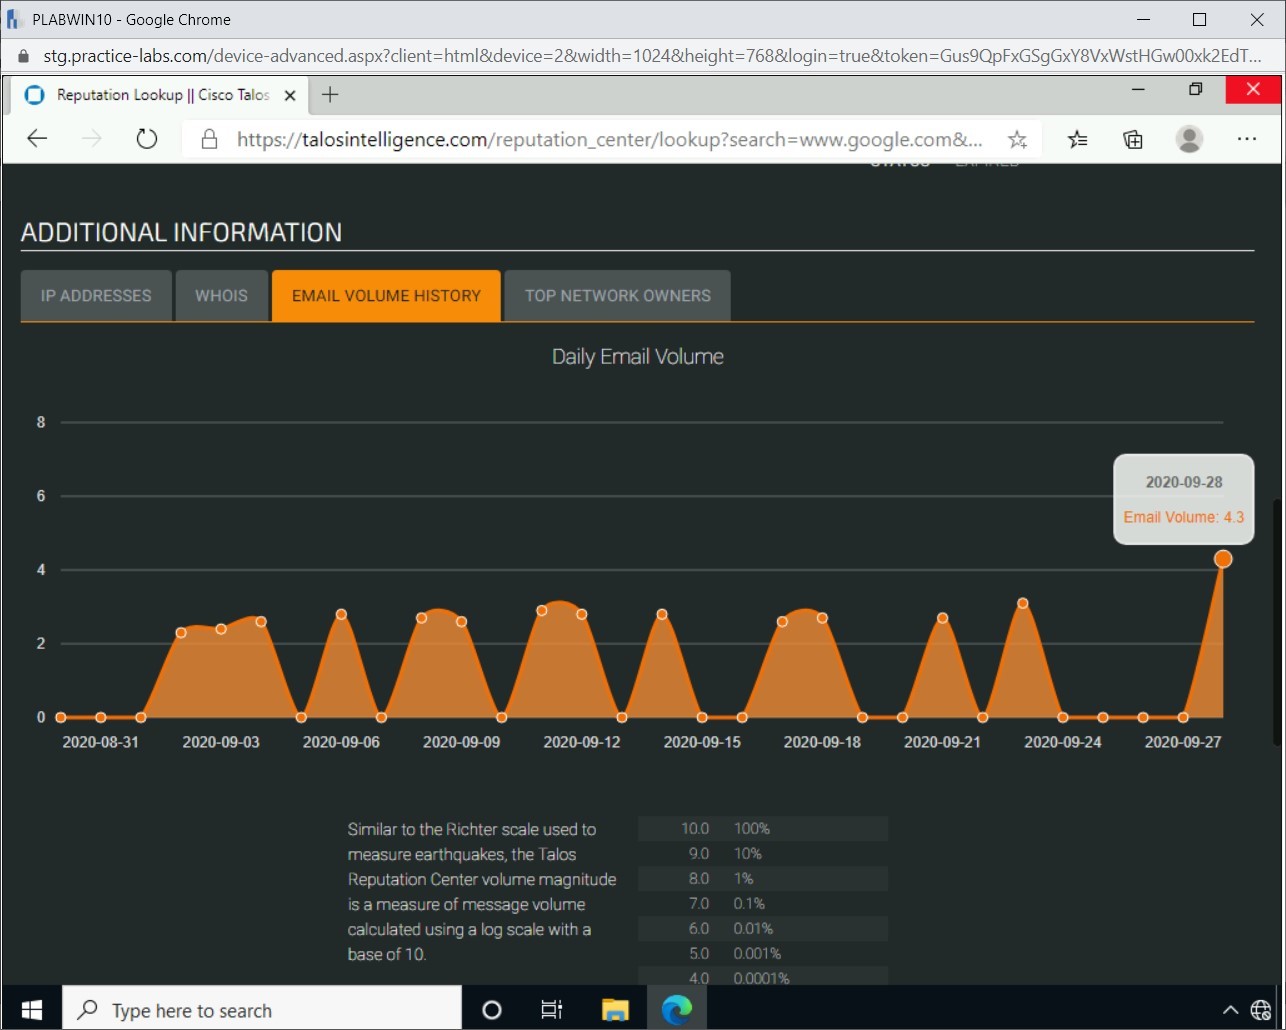 PLABWIN10 - Google Chrome
stg.practice-labs.com/device-advanced.aspx?client=html&device=2&width=1024&height=768&login=true&token=Gus9QpFxGSgGxY8VxWstHGw00xk2EdT...
Reputation Lookup || Cisco Talos
https://talosintelligence.com/reputation_center/lookup?search=www.google.com&...
STATUS EXPIRED
ADDITIONAL INFORMATION
IP ADDRESSES WHOIS EMAIL VOLUME HISTORY TOP NETWORK OWNERS
Daily Email Volume
8
2020-09-28
6
Email Volume: 4.3
4
2
0
2020-08-31 2020-09-03 2020-09-06 2020-09-09 2020-09-12 2020-09-15 2020-09-18 2020-09-21 2020-09-24 2020-09-27
Similar to the Richter scale used to
measure earthquakes, the Talos
Reputation Center volume magnitude
is a measure of message volume
calculated using a log scale with a
base of 10.
10.0 100%
9.0 10%
8.0 1%
7.0 0.1%
6.0 0.01%
5.0 0.001%
4.0 0.0001%
Type here to search